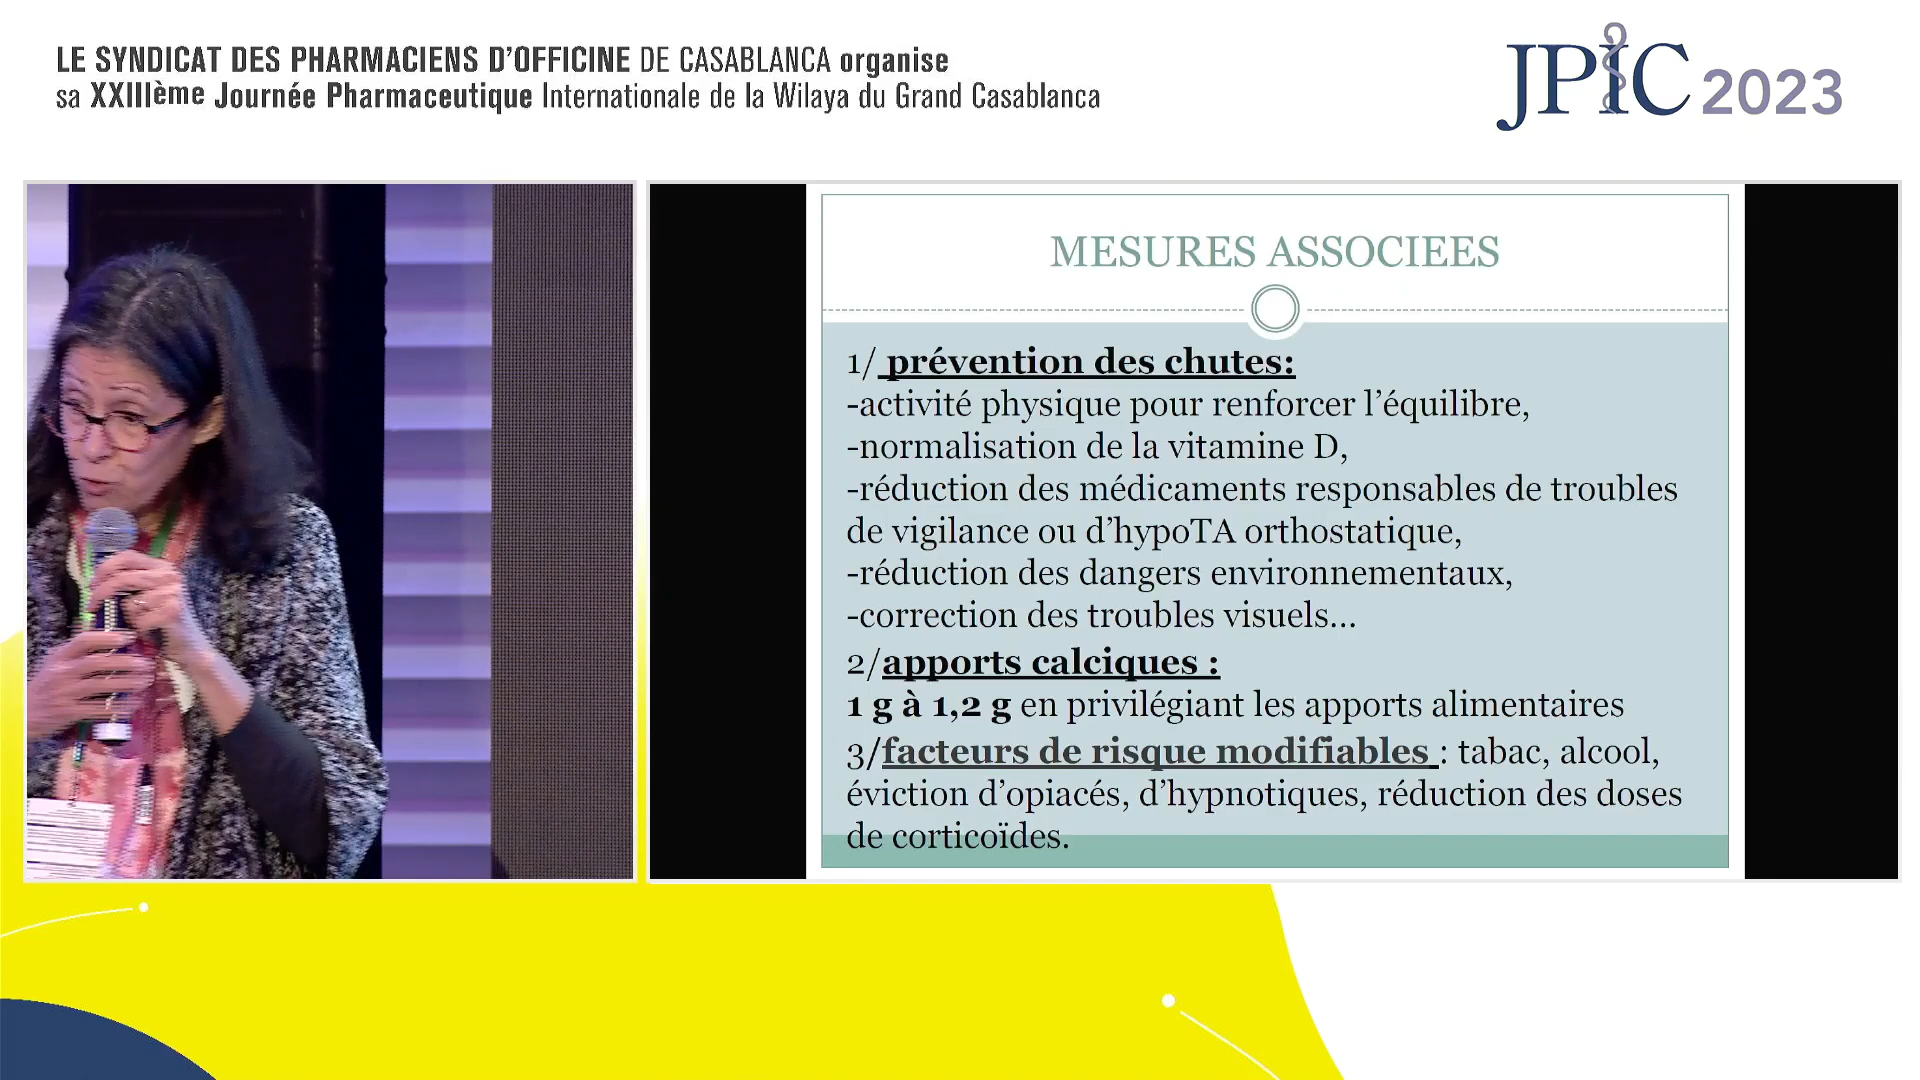 LE SYNDICAT DES PHARMACIENS D'OFFICINE DE CASABLANCA organise
sa XXIIIème Journée Pharmaceutique Internationale de la Wilaya du Grand Casablanca
JPIC 2023
MESURES ASSOCIEES
1/ prévention des chutes:
-activité physique pour renforcer l'équilibre,
-normalisation de la vitamine D,
-réduction des médicaments responsables de troubles
de vigilance ou d'hypoTA orthostatique,
-réduction des dangers environnementaux,
-correction des troubles visuels...
2/apports calciques :
1 g à 1,2 g en privilégiant les apports alimentaires
3/facteurs de risque modifiables : tabac, alcool,
éviction d'opiacés, d'hypnotiques, réduction des doses
de corticoïdes.